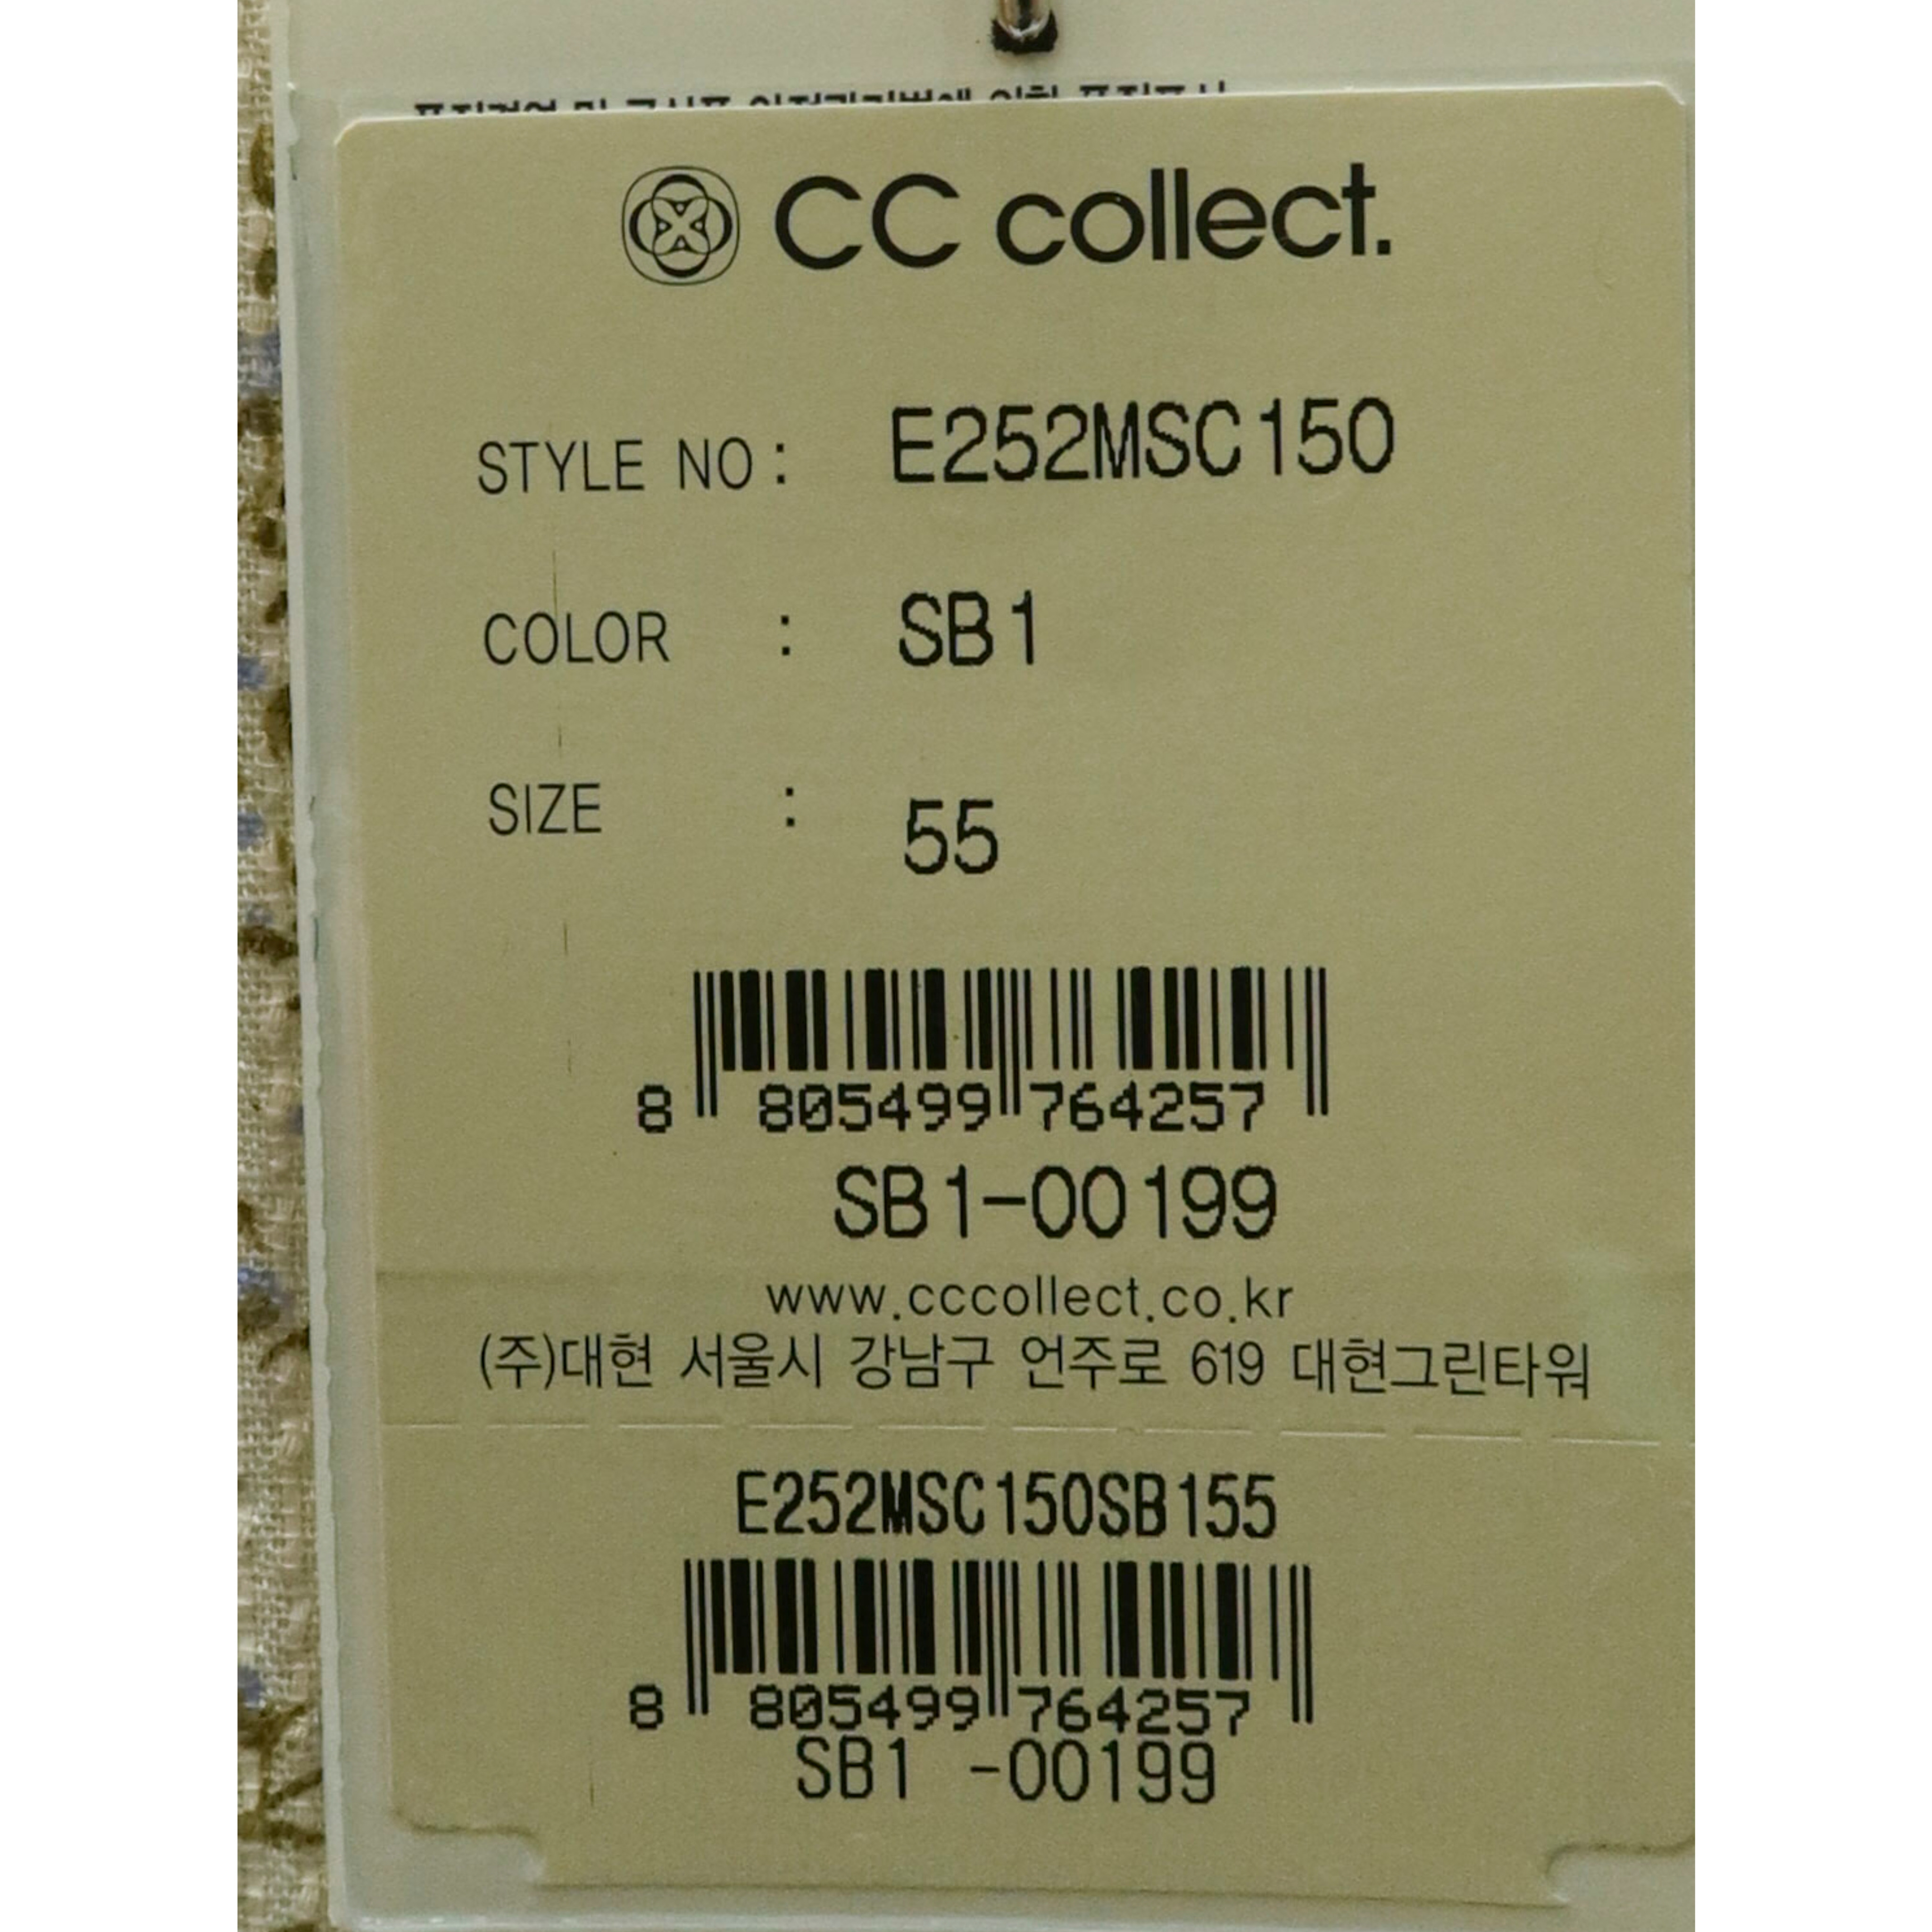 CC collect.
STYLE NO : E252MSC150
COLOR : SB1
SIZE : 55
8 805499 764257
SB1-00199
www.cccollect.co.kr
(주)대현 서울시 강남구 언주로 619 대현그린타워
E252MSC150SB155
8 805499 764257
SB1 -00199